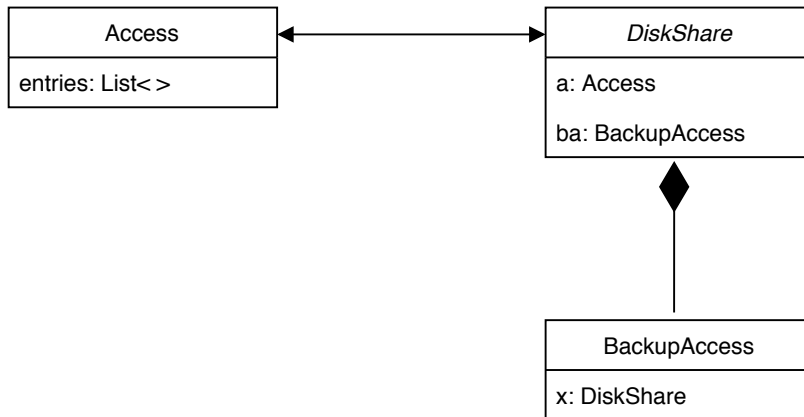 Access
entries: List< >
DiskShare
a: Access
ba: BackupAccess
BackupAccess
x: DiskShare